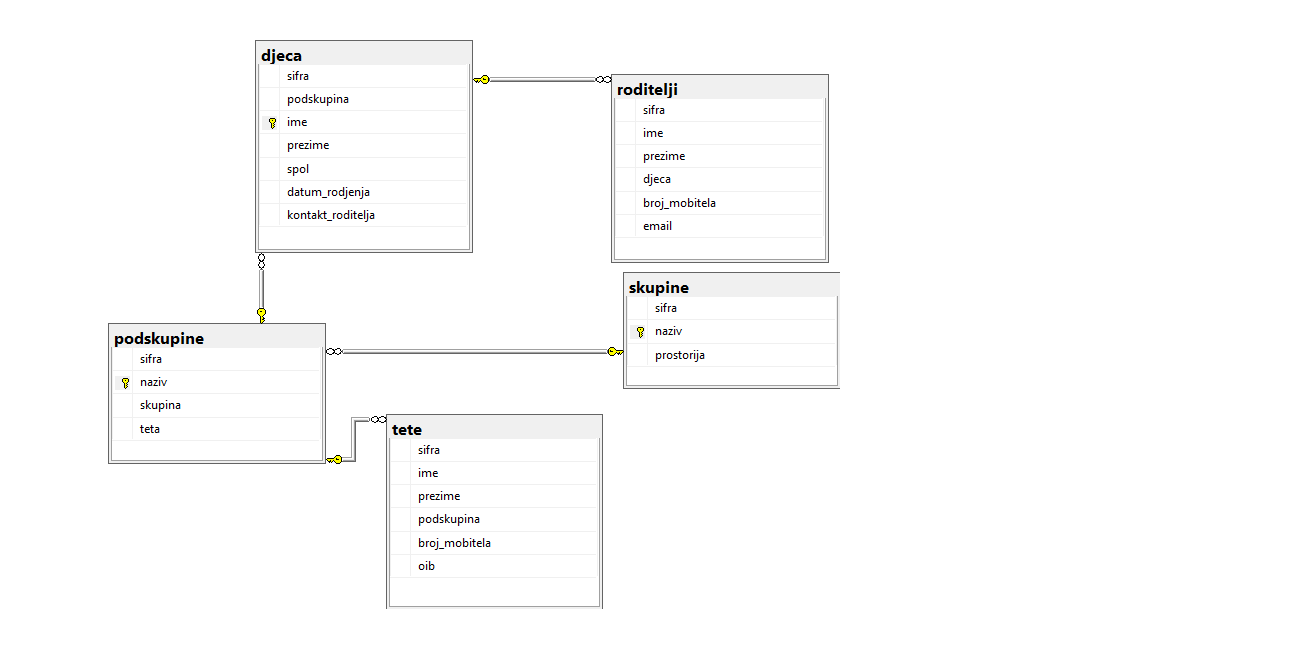 djeca
sifra
podskupina
ime
prezime
spol
datum_rodjenja
kontakt_roditelja
roditelji
sifra
ime
prezime
djeca
broj_mobitela
email
skupine
sifra
naziv
prostorija
podskupine
sifra
naziv
skupina
teta
tete
sifra
ime
prezime
podskupina
broj_mobitela
oib